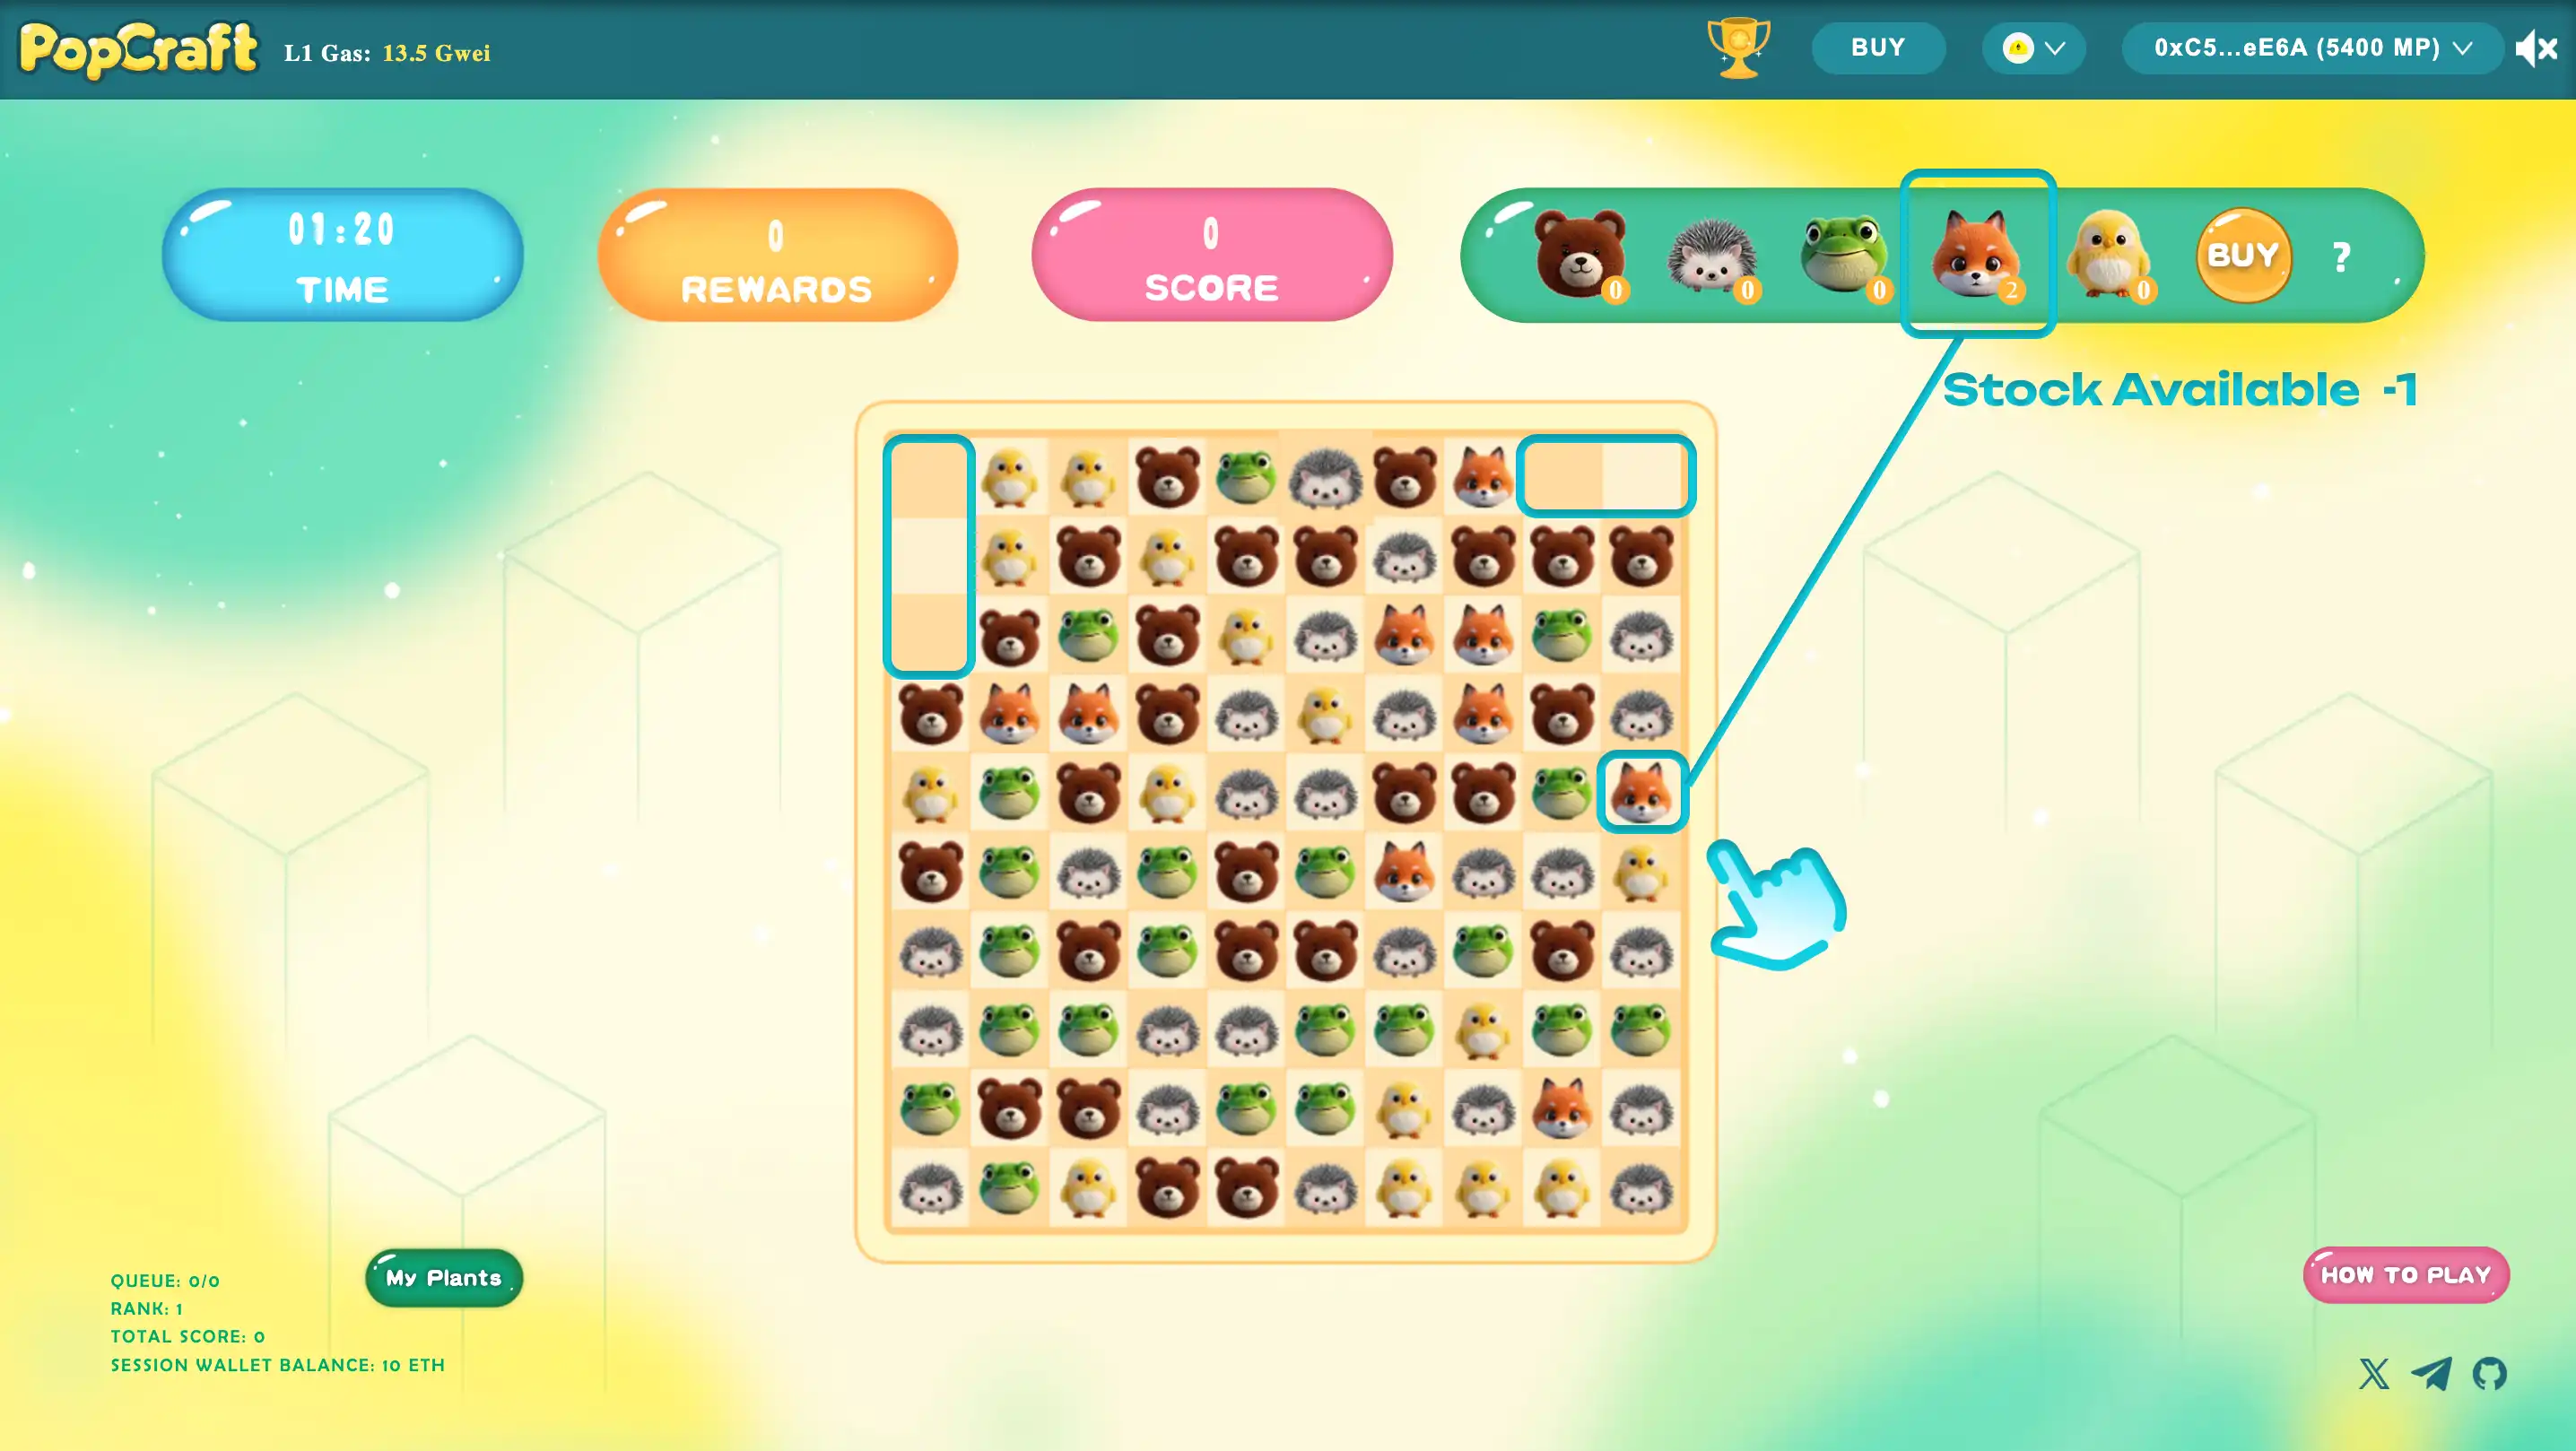 PopCraft
L1 Gas: 13.5 Gwei
BUY
0xC5...eE6A (5400 MP)
01:20
TIME
0
REWARDS
0
SCORE
0
0
0
2
0
BUY
?
Stock Available -1
QUEUE: 0/0
RANK: 1
TOTAL SCORE: 0
SESSION WALLET BALANCE: 10 ETH
My Plants
HOW TO PLAY